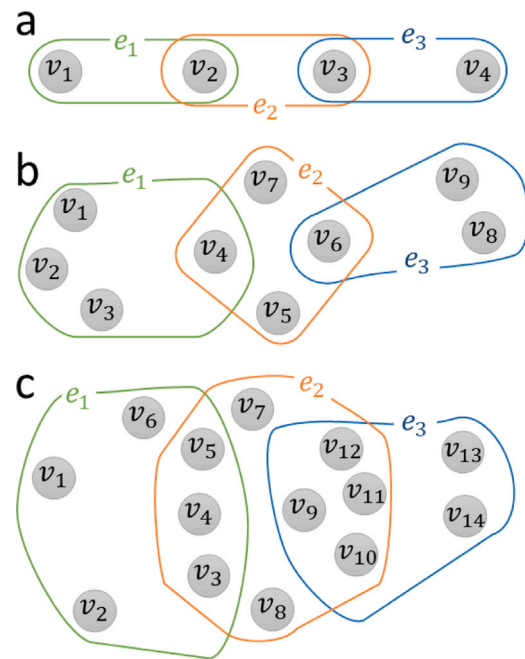 a
e₁
e₃
v₁
v₂
v₃
v₄
e₂
b
e₁
v₇
e₂
v₉
v₁
v₄
v₆
v₈
v₂
e₃
v₃
v₅
c
e₁
e₂
v₆
v₇
e₃
v₅
v₁₂
v₁₃
v₁
v₁₁
v₄
v₉
v₁₄
v₁₀
v₃
v₂
v₈